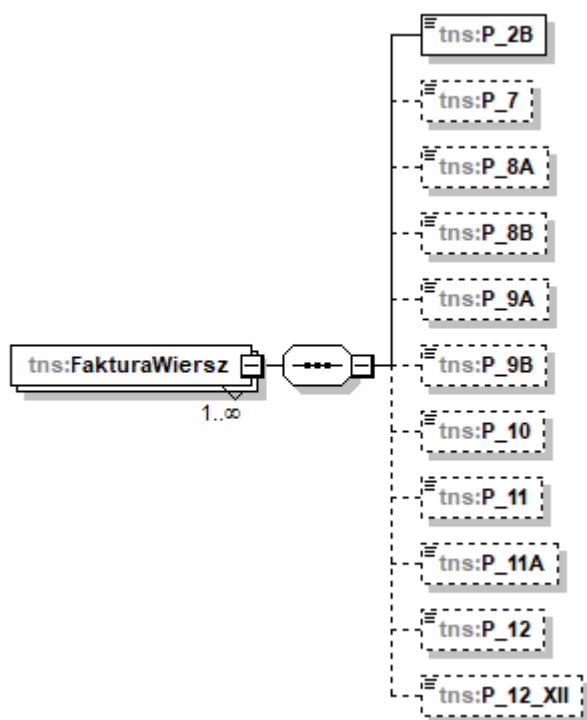 tns:P_2B
tns:P_7
tns:P_8A
tns:P_8B
tns:P_9A
tns:FakturaWiersz
1..∞
tns:P_9B
tns:P_10
tns:P_11
tns:P_11A
tns:P_12
tns:P_12_XII